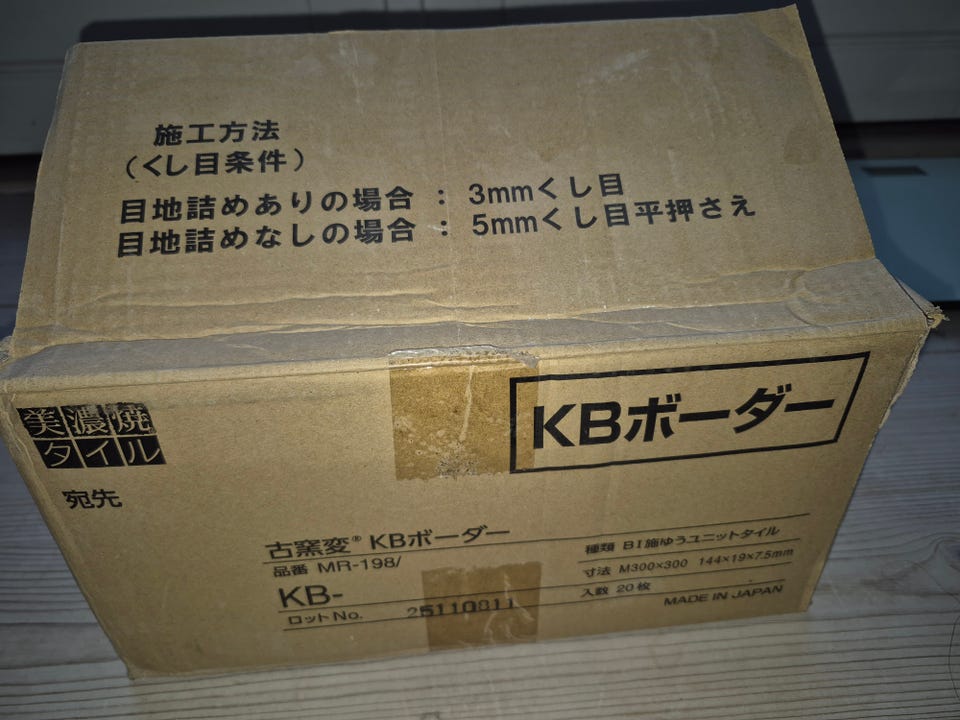 施工方法
(くし目条件)
目地詰めありの場合 : 3mmくし目
目地詰めなしの場合 : 5mmくし目平押さえ
美濃焼
タイル
KBボーダー
宛先
古窯変® KBボーダー
品番 MR-198/
KB-
ロットNo. 25110811
種類 BI施ゆうユニットタイル
寸法 M300×300 144×19×7.5mm
入数 20枚
MADE IN JAPAN